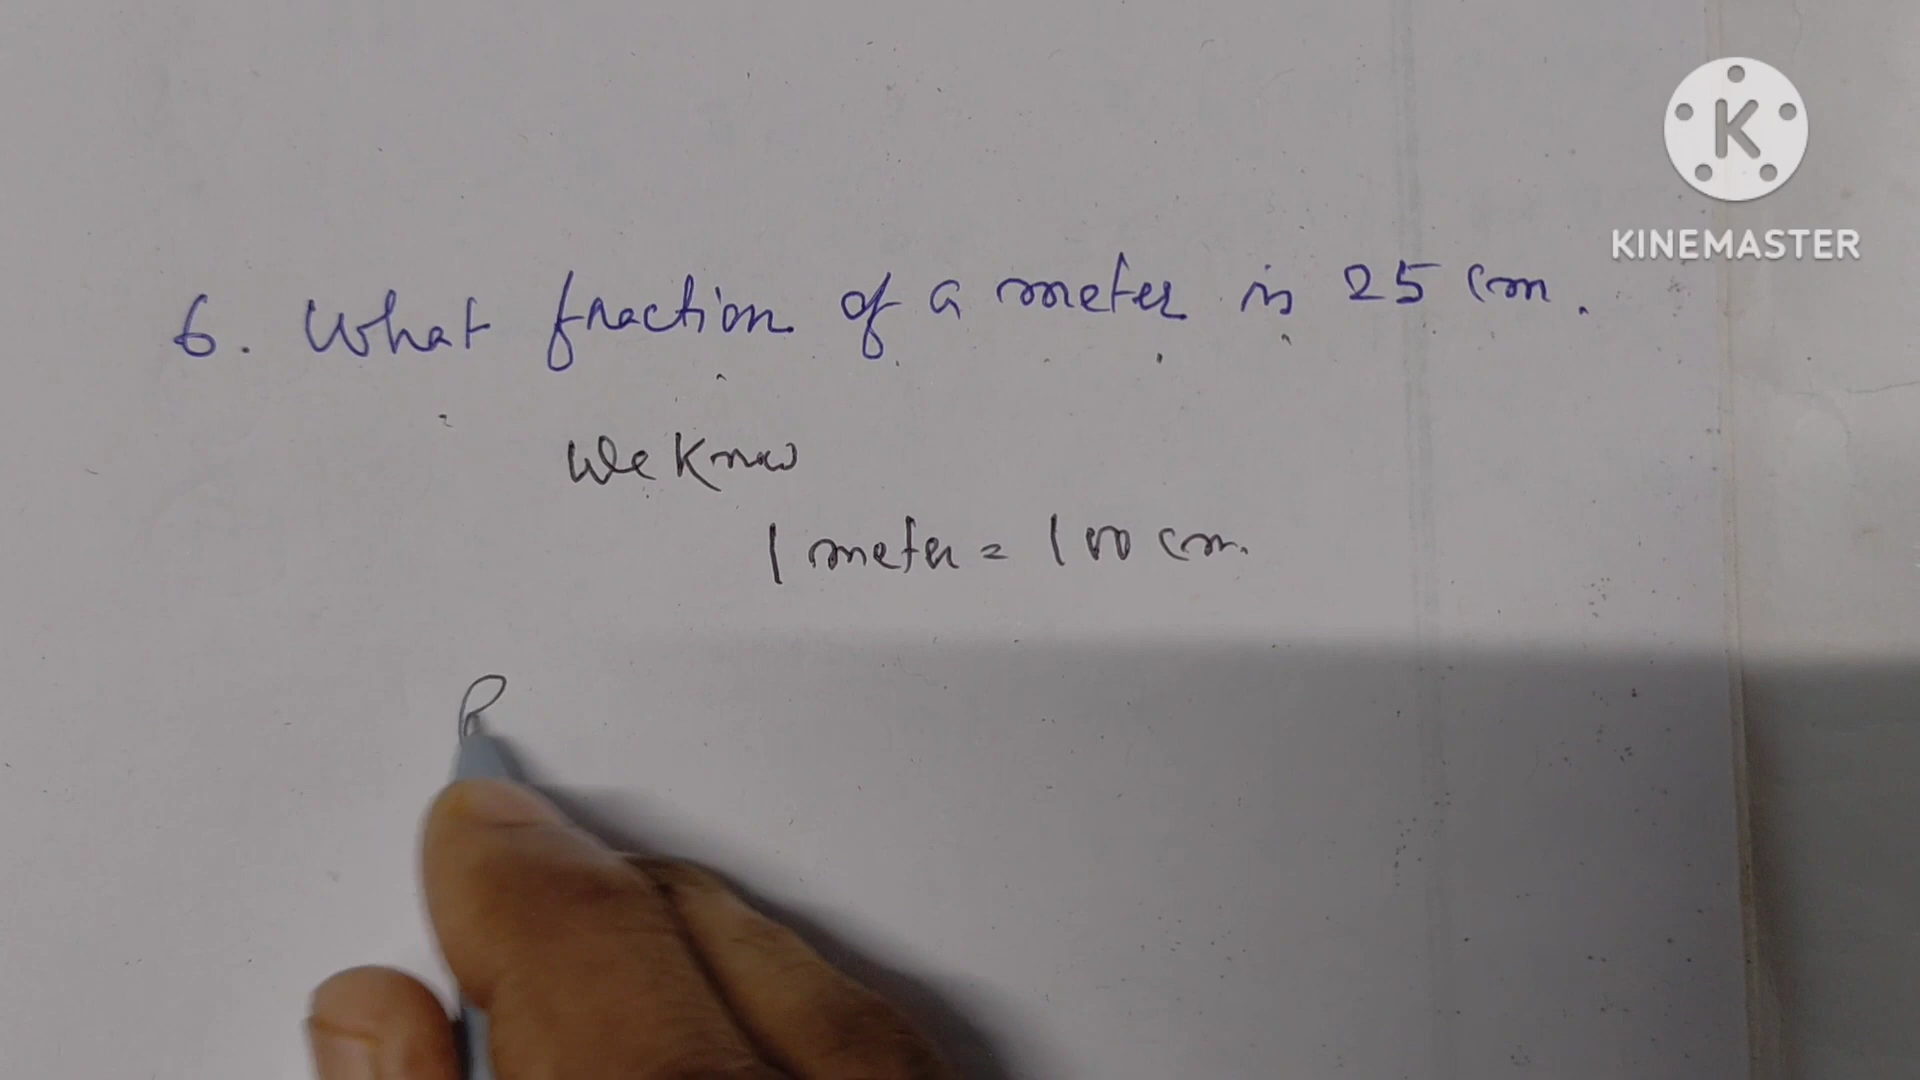 K
KINEMASTER
6. What fraction of a meter is 25 cm.
We Know
1 meter = 100 cm.